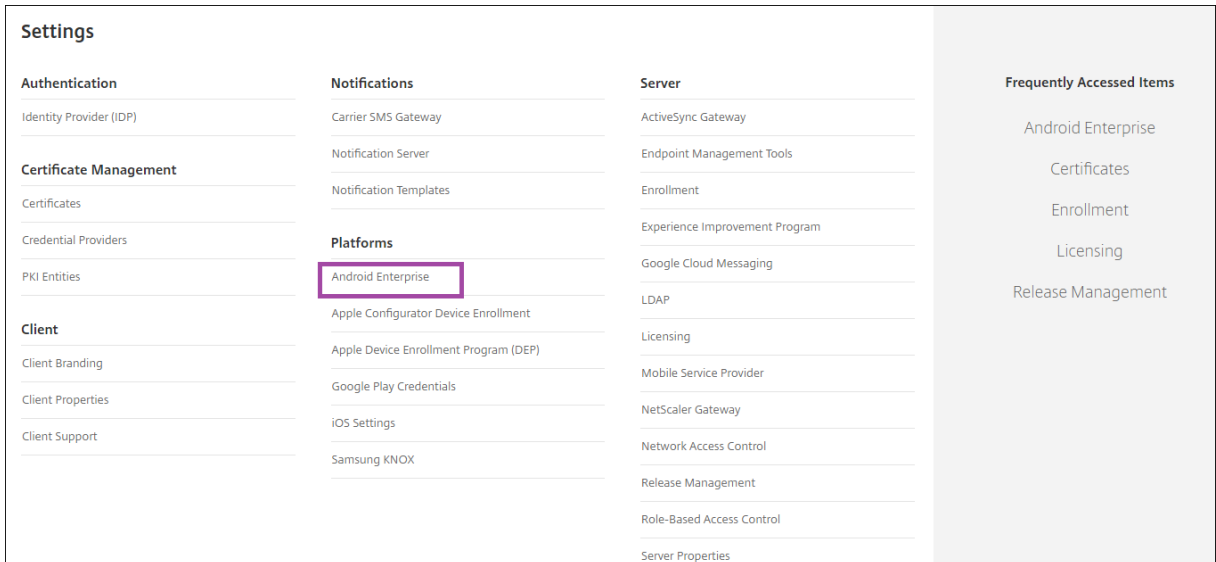 Settings
Authentication
Identity Provider (IDP)
Certificate Management
Certificates
Credential Providers
PKI Entities
Client
Client Branding
Client Properties
Client Support
Notifications
Carrier SMS Gateway
Notification Server
Notification Templates
Platforms
Android Enterprise
Apple Configurator Device Enrollment
Apple Device Enrollment Program (DEP)
Google Play Credentials
iOS Settings
Samsung KNOX
Server
ActiveSync Gateway
Endpoint Management Tools
Enrollment
Experience Improvement Program
Google Cloud Messaging
LDAP
Licensing
Mobile Service Provider
NetScaler Gateway
Network Access Control
Release Management
Role-Based Access Control
Server Properties
Frequently Accessed Items
Android Enterprise
Certificates
Enrollment
Licensing
Release Management